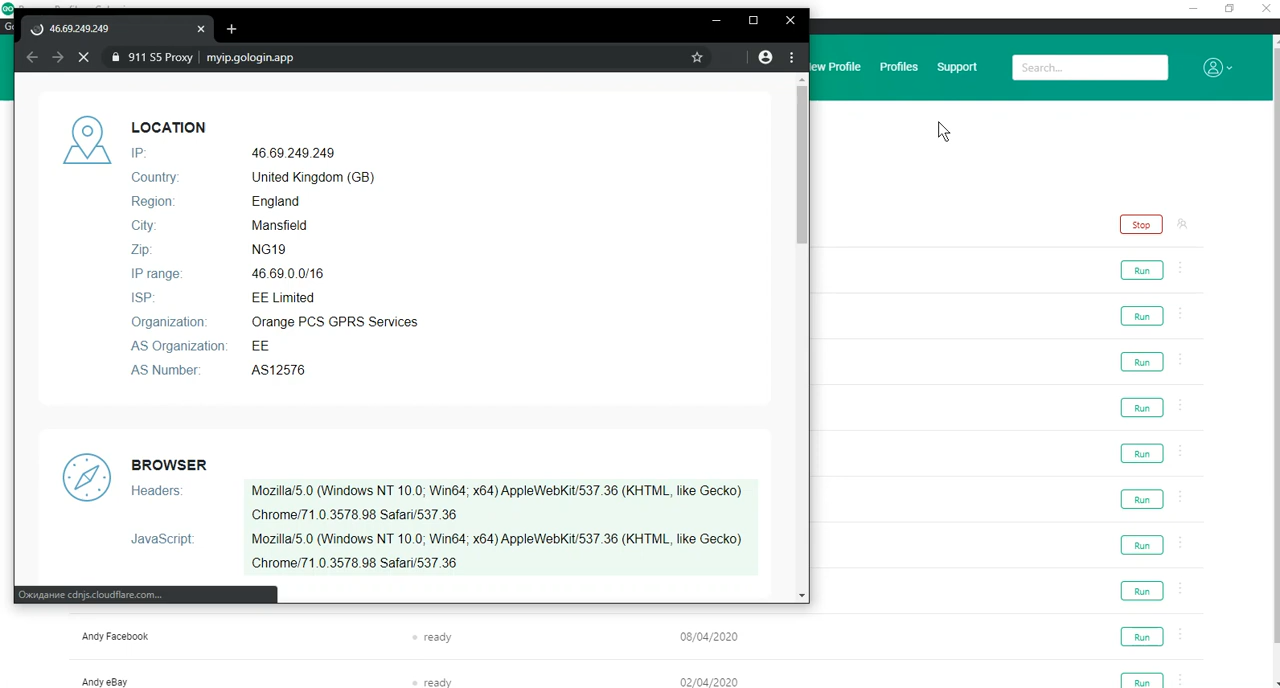 46.69.249.249
911 S5 Proxy
myip.gologin.com
ew Profile
Profiles
Support
Search...
LOCATION
IP: 46.69.249.249
Country: United Kingdom (GB)
Region: England
City: Mansfield
Zip: NG19
IP range: 46.69.0.0/16
ISP: EE Limited
Organization: Orange PCS GPRS Services
AS Organization: EE
AS Number: AS12576
BROWSER
Headers: Mozilla/5.0 (Windows NT 10.0; Win64; x64) AppleWebKit/537.36 (KHTML, like Gecko)
Chrome/71.0.3578.98 Safari/537.36
JavaScript: Mozilla/5.0 (Windows NT 10.0; Win64; x64) AppleWebKit/537.36 (KHTML, like Gecko)
Chrome/71.0.3578.98 Safari/537.36
Ожидание cdnjs.cloudflare.com...
Stop
Run
Run
Run
Run
Run
Run
Run
Run
Andy Facebook ready 08/04/2020 Run
Andy eBay ready 02/04/2020 Run